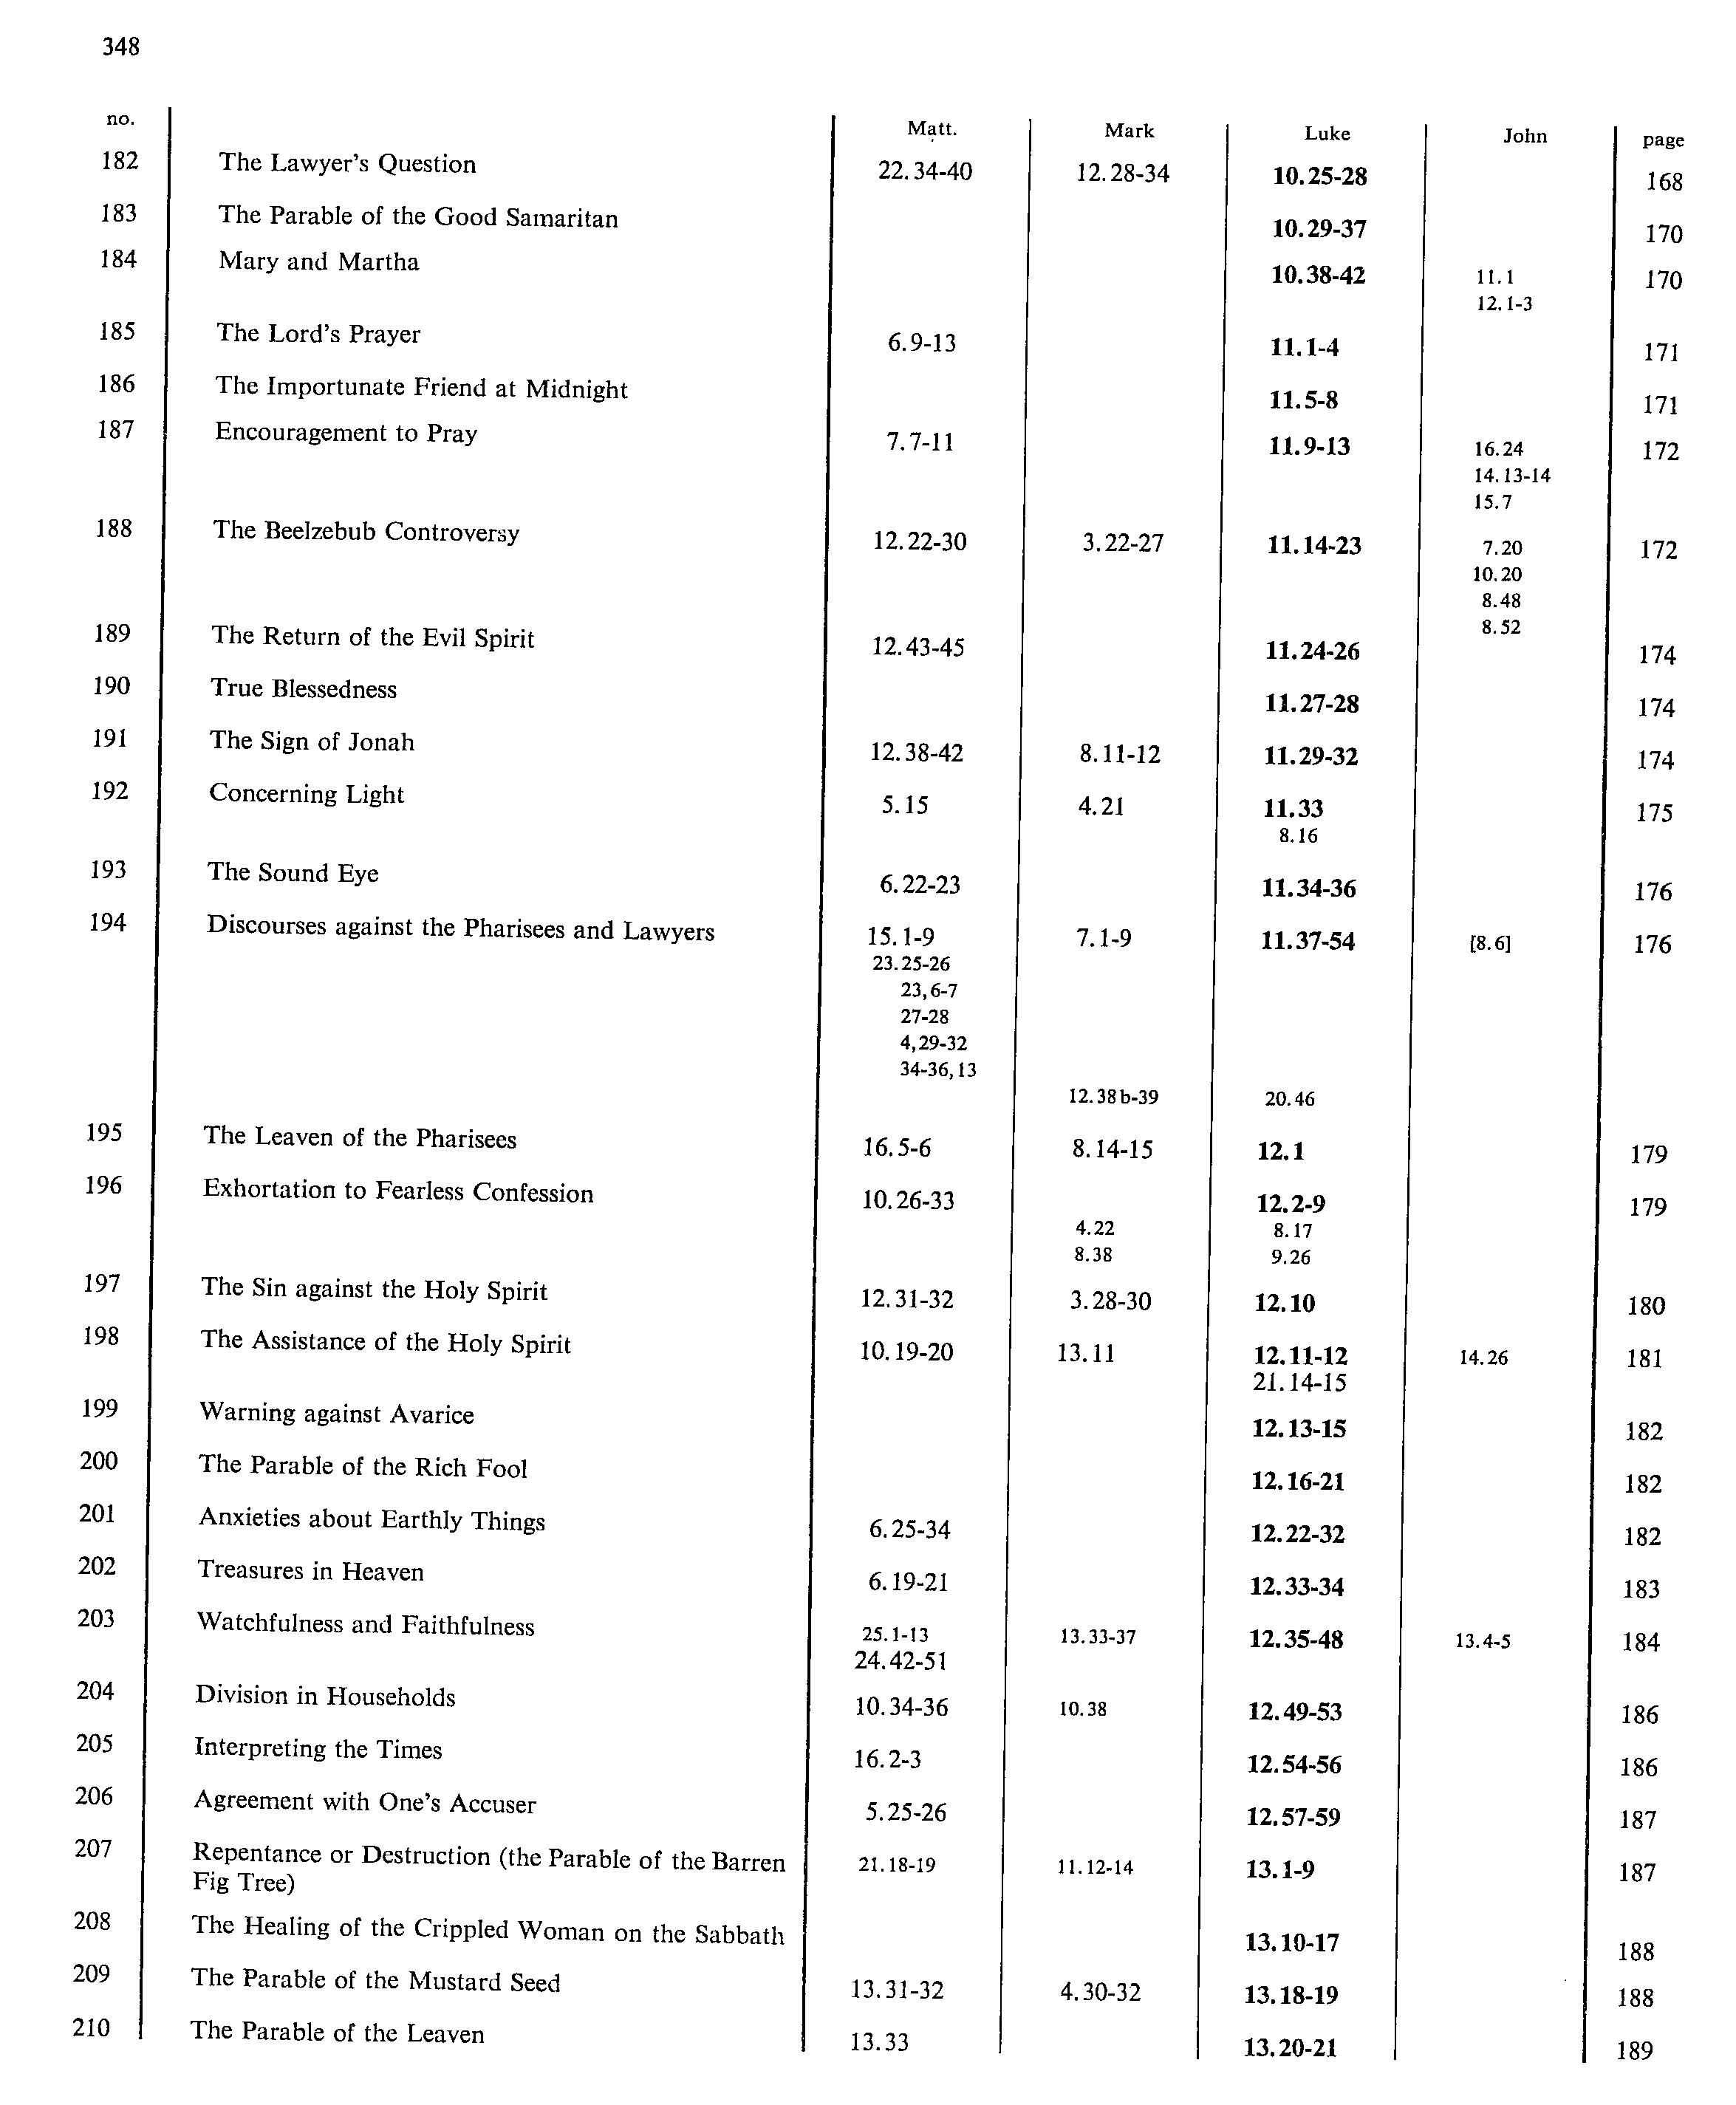 348
no. Matt. Mark Luke John page
182 The Lawyer's Question 22.34-40 12.28-34 10.25-28 168
183 The Parable of the Good Samaritan 10.29-37 170
184 Mary and Martha 10.38-42 11.1 170
12.1-3
185 The Lord's Prayer 6.9-13 11.1-4 171
186 The Importunate Friend at Midnight 11.5-8 171
187 Encouragement to Pray 7.7-11 11.9-13 16.24 172
14.13-14
15.7
188 The Beelzebub Controversy 12.22-30 3.22-27 11.14-23 7.20 172
10.20
8.48
8.52
189 The Return of the Evil Spirit 12.43-45 11.24-26 174
190 True Blessedness 11.27-28 174
191 The Sign of Jonah 12.38-42 8.11-12 11.29-32 174
192 Concerning Light 5.15 4.21 11.33 175
8.16
193 The Sound Eye 6.22-23 11.34-36 176
194 Discourses against the Pharisees and Lawyers 15.1-9 7.1-9 11.37-54 [8.6] 176
23.25-26
23,6-7
27-28
4,29-32
34-36,13
12.38b-39 20.46
195 The Leaven of the Pharisees 16.5-6 8.14-15 12.1 179
196 Exhortation to Fearless Confession 10.26-33 12.2-9 179
4.22 8.17
8.38 9.26
197 The Sin against the Holy Spirit 12.31-32 3.28-30 12.10 180
198 The Assistance of the Holy Spirit 10.19-20 13.11 12.11-12 14.26 181
21.14-15
199 Warning against Avarice 12.13-15 182
200 The Parable of the Rich Fool 12.16-21 182
201 Anxieties about Earthly Things 6.25-34 12.22-32 182
202 Treasures in Heaven 6.19-21 12.33-34 183
203 Watchfulness and Faithfulness 25.1-13 13.33-37 12.35-48 13.4-5 184
24.42-51
204 Division in Households 10.34-36 10.38 12.49-53 186
205 Interpreting the Times 16.2-3 12.54-56 186
206 Agreement with One's Accuser 5.25-26 12.57-59 187
207 Repentance or Destruction (the Parable of the Barren 21.18-19 11.12-14 13.1-9 187
Fig Tree)
208 The Healing of the Crippled Woman on the Sabbath 13.10-17 188
209 The Parable of the Mustard Seed 13.31-32 4.30-32 13.18-19 188
210 The Parable of the Leaven 13.33 13.20-21 189